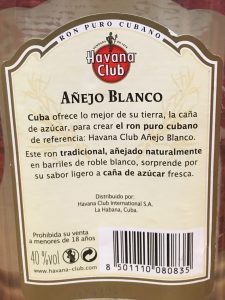 RON PURO CUBANO
Havana
Club
AÑEJO BLANCO
Cuba ofrece lo mejor de su tierra, la caña
de azúcar, para crear el ron puro cubano
de referencia: Havana Club Añejo Blanco.
Este ron tradicional, añejado naturalmente
en barriles de roble blanco, sorprende por
su sabor ligero a caña de azúcar fresca.
Distribuido por:
Havana Club International S.A.
La Habana, Cuba.
Prohibida su venta
a menores de 18 años
40 %vol
www.havana-club.com
8 501110 080835